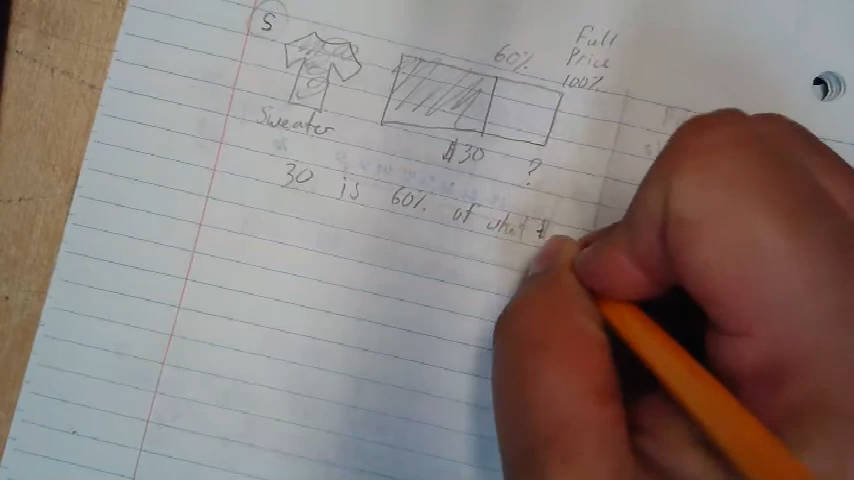 S
Full
Price
60%
100%
Sweater
$30
?
30 is 60% of what